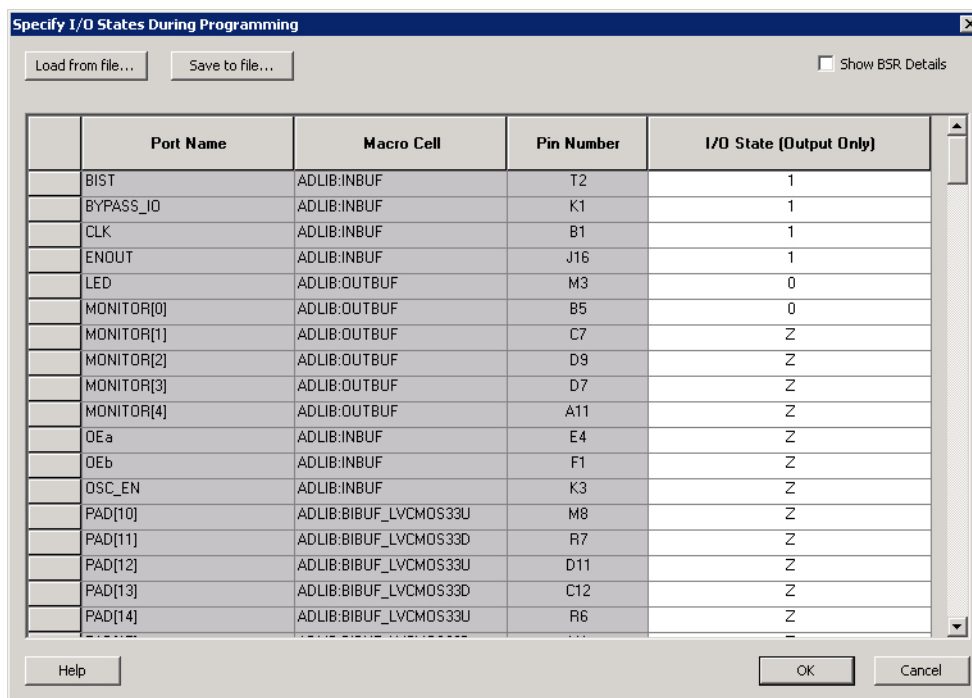 Specify I/O States During Programming
Load from file... Save to file... Show BSR Details
Port Name Macro Cell Pin Number I/O State (Output Only)
BIST ADLIB:INBUF T2 1
BYPASS_IO ADLIB:INBUF K1 1
CLK ADLIB:INBUF B1 1
ENOUT ADLIB:INBUF J16 1
LED ADLIB:OUTBUF M3 0
MONITOR[0] ADLIB:OUTBUF B5 0
MONITOR[1] ADLIB:OUTBUF C7 Z
MONITOR[2] ADLIB:OUTBUF D9 Z
MONITOR[3] ADLIB:OUTBUF D7 Z
MONITOR[4] ADLIB:OUTBUF A11 Z
OEa ADLIB:INBUF E4 Z
OEb ADLIB:INBUF F1 Z
OSC_EN ADLIB:INBUF K3 Z
PAD[10] ADLIB:BIBUF_LVCMOS33U M8 Z
PAD[11] ADLIB:BIBUF_LVCMOS33D R7 Z
PAD[12] ADLIB:BIBUF_LVCMOS33U D11 Z
PAD[13] ADLIB:BIBUF_LVCMOS33D C12 Z
PAD[14] ADLIB:BIBUF_LVCMOS33U R6 Z
Help OK Cancel